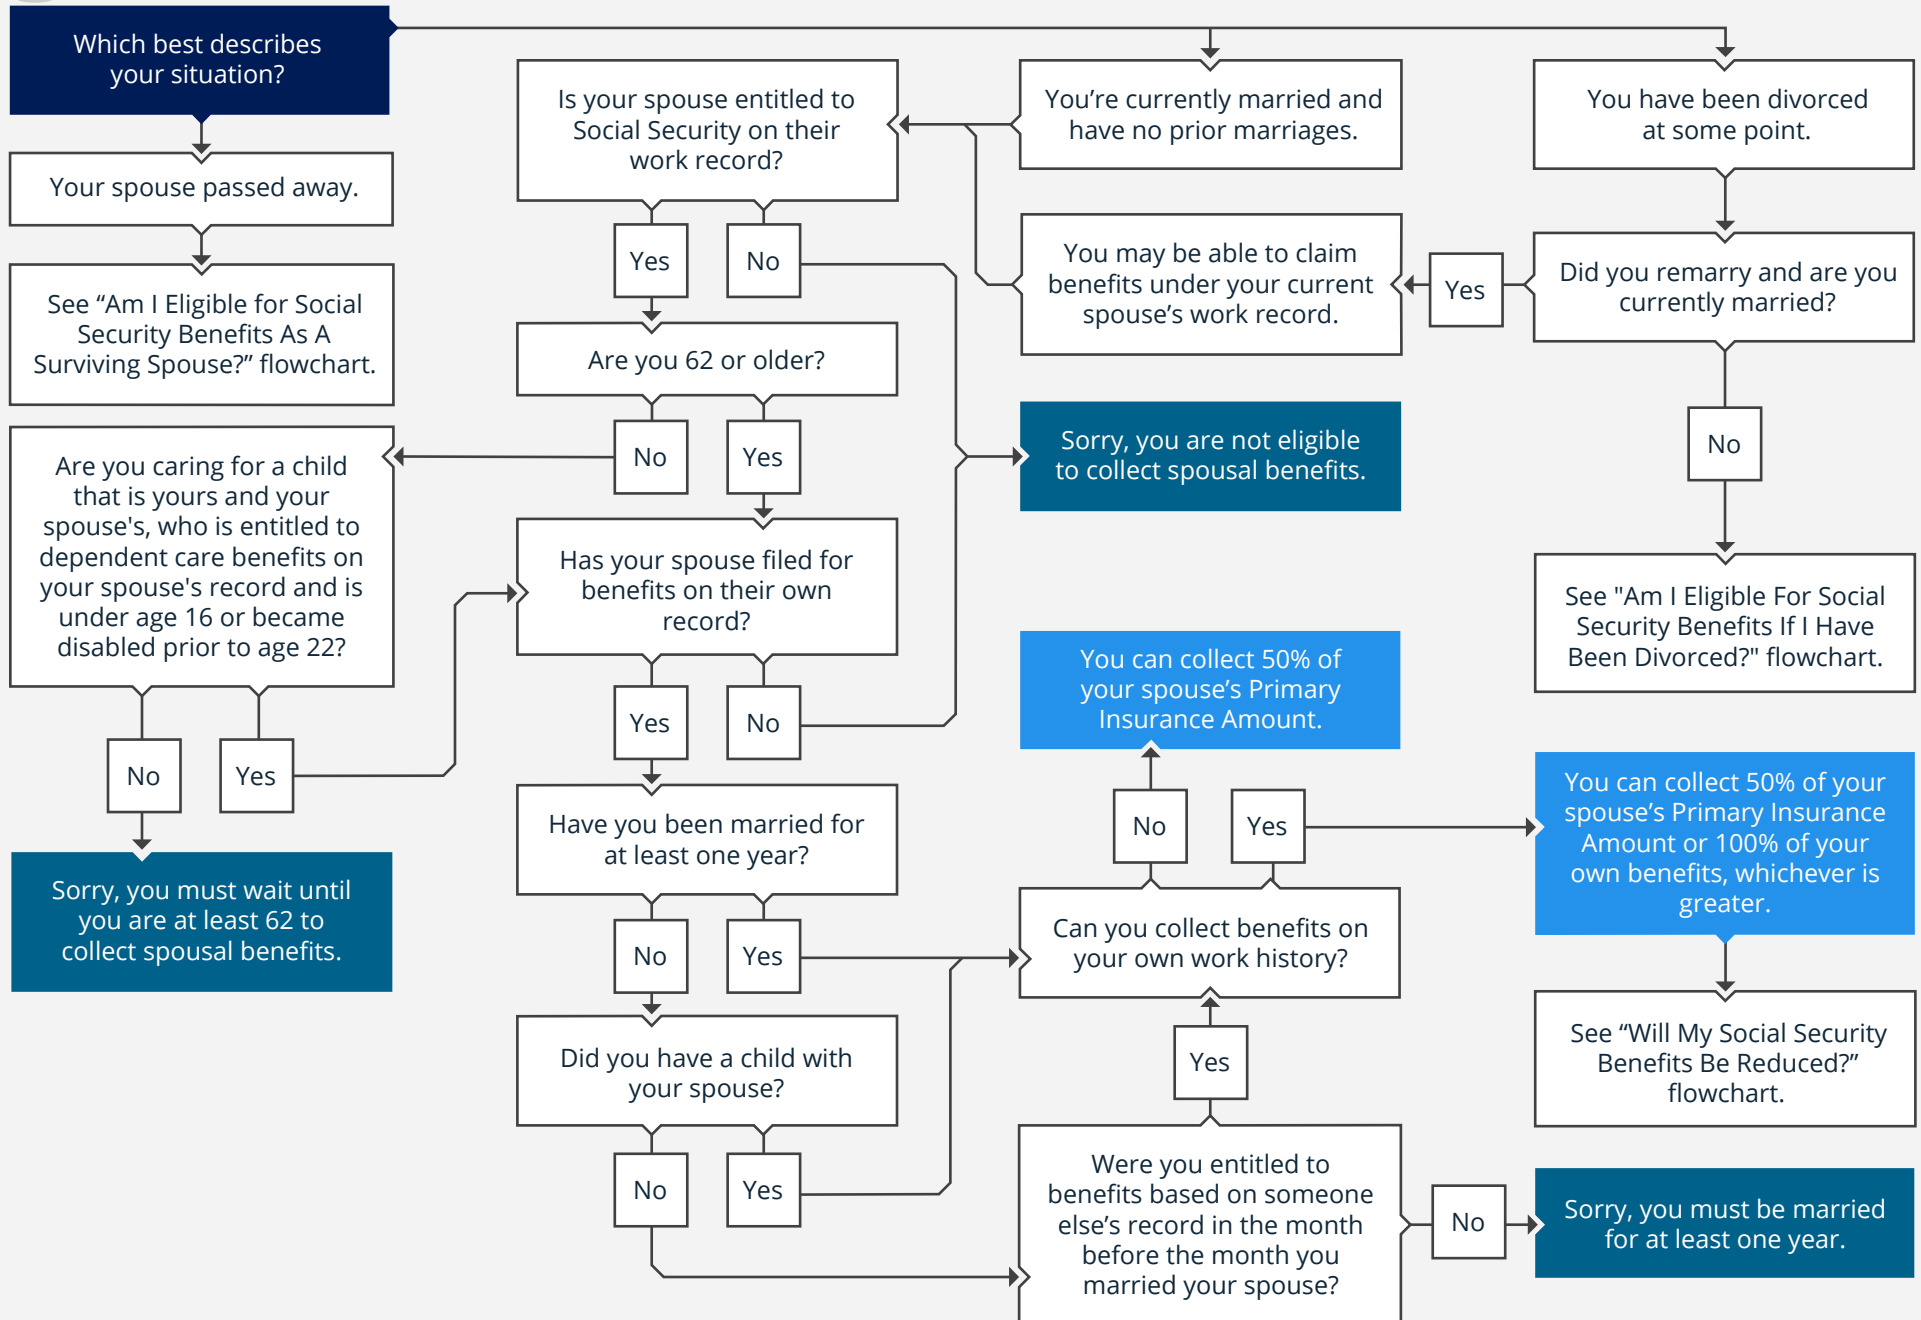 Which best describes
your situation?
Your spouse passed away.
See “Am I Eligible for Social
Security Benefits As A
Surviving Spouse?” flowchart.
You’re currently married and
have no prior marriages.
You have been divorced
at some point.
Did you remarry and are you
currently married?
Yes
You may be able to claim
benefits under your current
spouse’s work record.
No
See "Am I Eligible For Social
Security Benefits If I Have
Been Divorced?" flowchart.
Is your spouse entitled to
Social Security on their
work record?
Yes
No
Are you 62 or older?
No
Yes
Sorry, you are not eligible
to collect spousal benefits.
Are you caring for a child
that is yours and your
spouse's, who is entitled to
dependent care benefits on
your spouse's record and is
under age 16 or became
disabled prior to age 22?
No
Yes
Sorry, you must wait until
you are at least 62 to
collect spousal benefits.
Has your spouse filed for
benefits on their own
record?
Yes
No
Have you been married for
at least one year?
No
Yes
Did you have a child with
your spouse?
No
Yes
You can collect 50% of
your spouse’s Primary
Insurance Amount.
No
Yes
Can you collect benefits on
your own work history?
Yes
Were you entitled to
benefits based on someone
else’s record in the month
before the month you
married your spouse?
No
Sorry, you must be married
for at least one year.
You can collect 50% of your
spouse’s Primary Insurance
Amount or 100% of your
own benefits, whichever is
greater.
See “Will My Social Security
Benefits Be Reduced?”
flowchart.